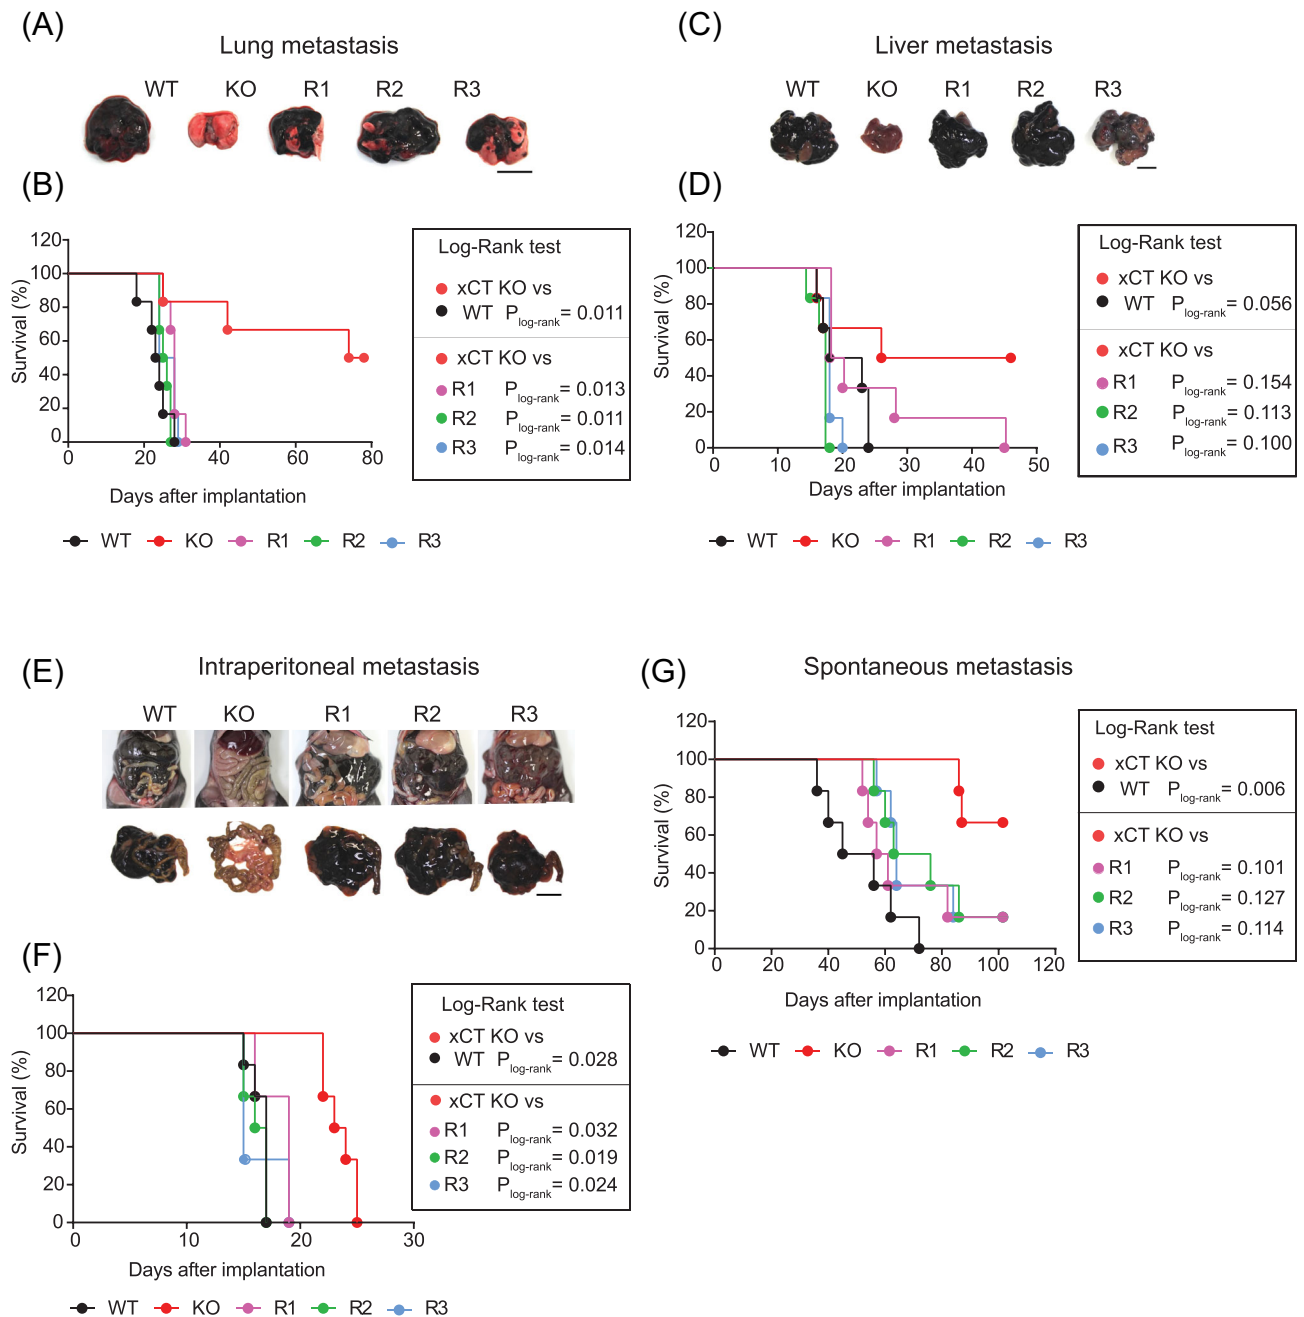 (A)
Lung metastasis
WT KO R1 R2 R3
(B)
120
100
80
60
40
20
0
Survival (%)
0 20 40 60 80
Days after implantation
WT KO R1 R2 R3
Log-Rank test
xCT KO vs
WT Plog-rank= 0.011
xCT KO vs
R1 Plog-rank= 0.013
R2 Plog-rank= 0.011
R3 Plog-rank= 0.014
(C)
Liver metastasis
WT KO R1 R2 R3
(D)
120
100
80
60
40
20
0
Survival (%)
0 10 20 30 40 50
Days after implantation
WT KO R1 R2 R3
Log-Rank test
xCT KO vs
WT Plog-rank= 0.056
xCT KO vs
R1 Plog-rank= 0.154
R2 Plog-rank= 0.113
R3 Plog-rank= 0.100
(E)
Intraperitoneal metastasis
WT KO R1 R2 R3
(F)
120
100
80
60
40
20
0
Survival (%)
0 10 20 30
Days after implantation
WT KO R1 R2 R3
Log-Rank test
xCT KO vs
WT Plog-rank= 0.028
xCT KO vs
R1 Plog-rank= 0.032
R2 Plog-rank= 0.019
R3 Plog-rank= 0.024
(G)
Spontaneous metastasis
120
100
80
60
40
20
0
Survival (%)
0 20 40 60 80 100 120
Days after implantation
WT KO R1 R2 R3
Log-Rank test
xCT KO vs
WT Plog-rank= 0.006
xCT KO vs
R1 Plog-rank= 0.101
R2 Plog-rank= 0.127
R3 Plog-rank= 0.114